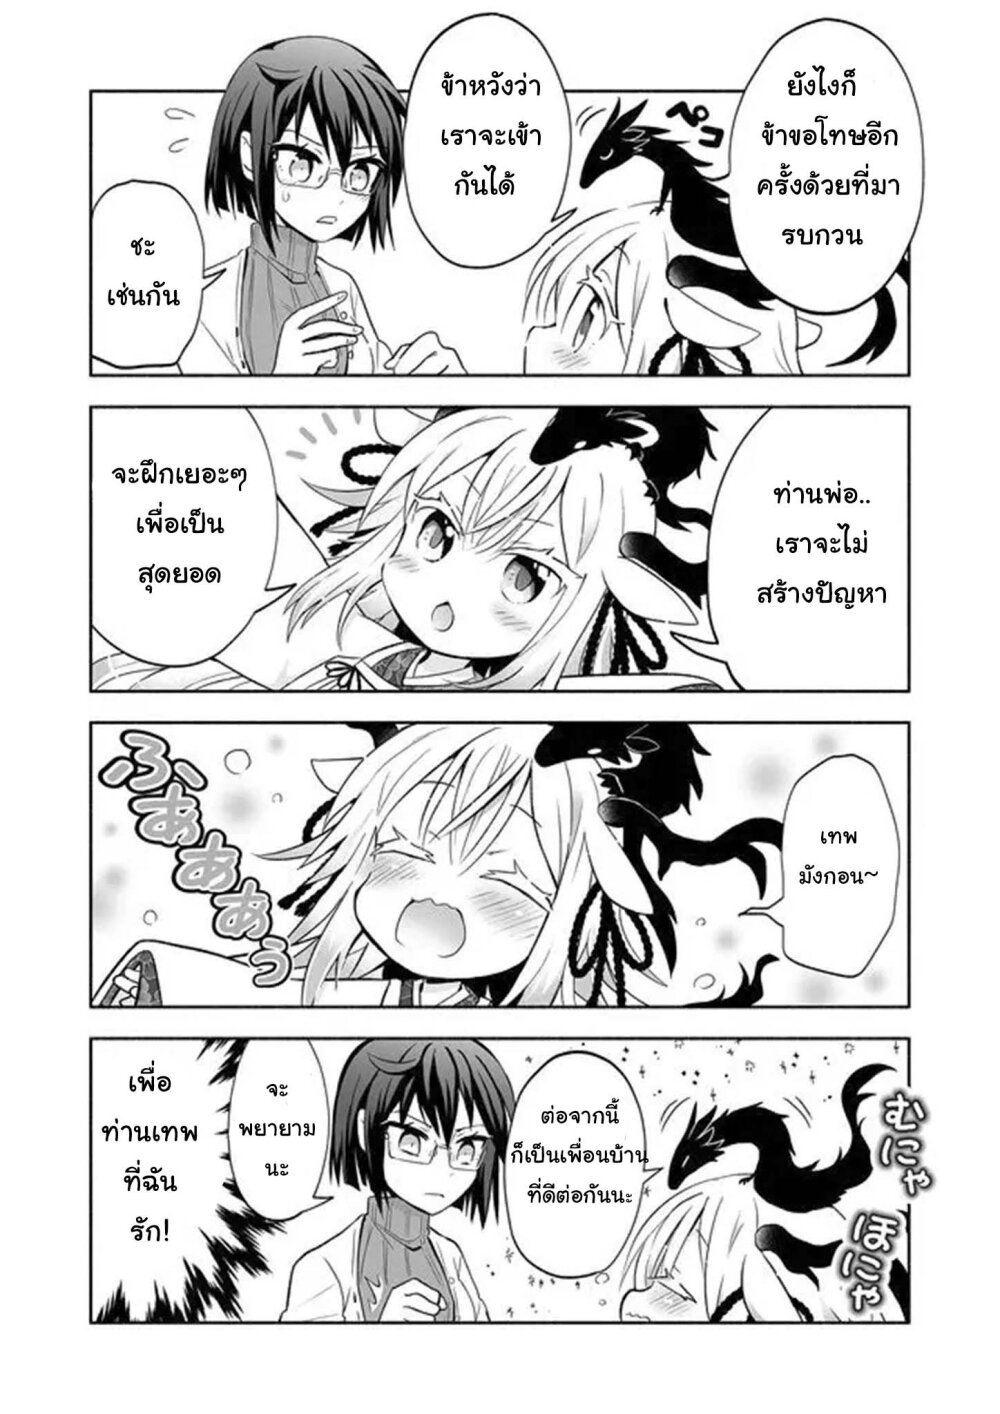 ยังไงก็
ข้าขอโทษอีก
ครั้งด้วยที่มา
รบกวน
ペコ
ข้าหวังว่า
เราจะเข้า
กันได้
ชะ
เช่นกัน
ท่านพ่อ..
เราจะไม่
สร้างปัญหา
จะฝึกเยอะๆ
เพื่อเป็น
สุดยอด
เทพ
มังกอน~
ふぁぁぁぁぅ
ต่อจากนี้
ก็เป็นเพื่อนบ้าน
ที่ดีต่อกันนะ
むにゃ
ほにゃ
จะ
พยายาม
นะ
เพื่อ
ท่านเทพ
ที่ฉัน
รัก!